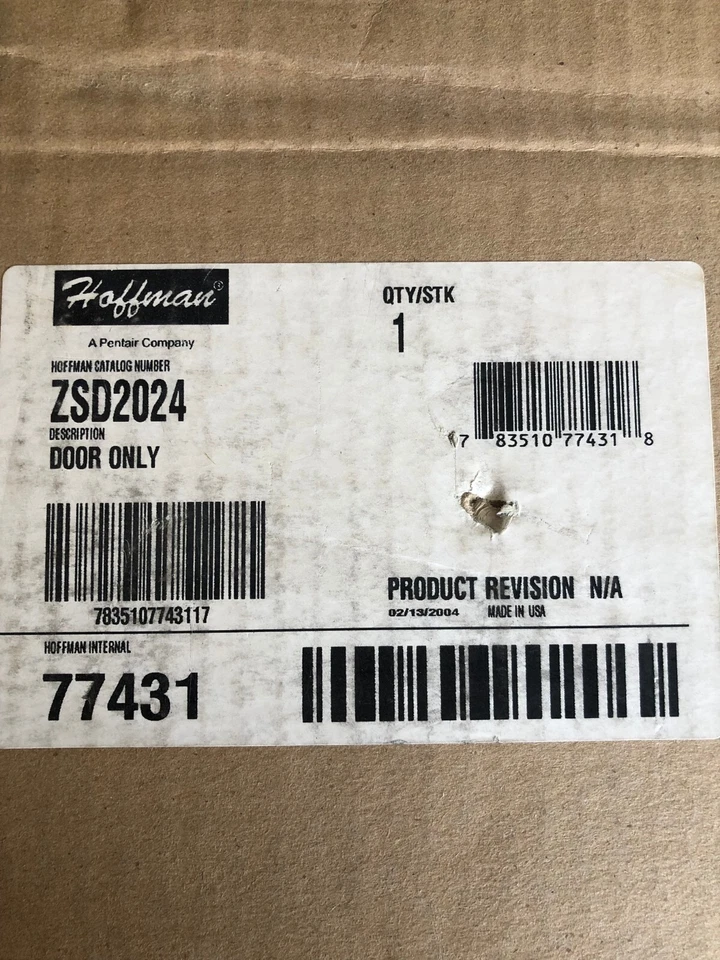 Hoffman®
A Pentair Company
HOFFMAN CATALOG NUMBER
ZSD2024
DESCRIPTION
DOOR ONLY
7835107743117
QTY/STK
1
7 83510 77431 8
PRODUCT REVISION N/A
02/13/2004 MADE IN USA
HOFFMAN INTERNAL
77431